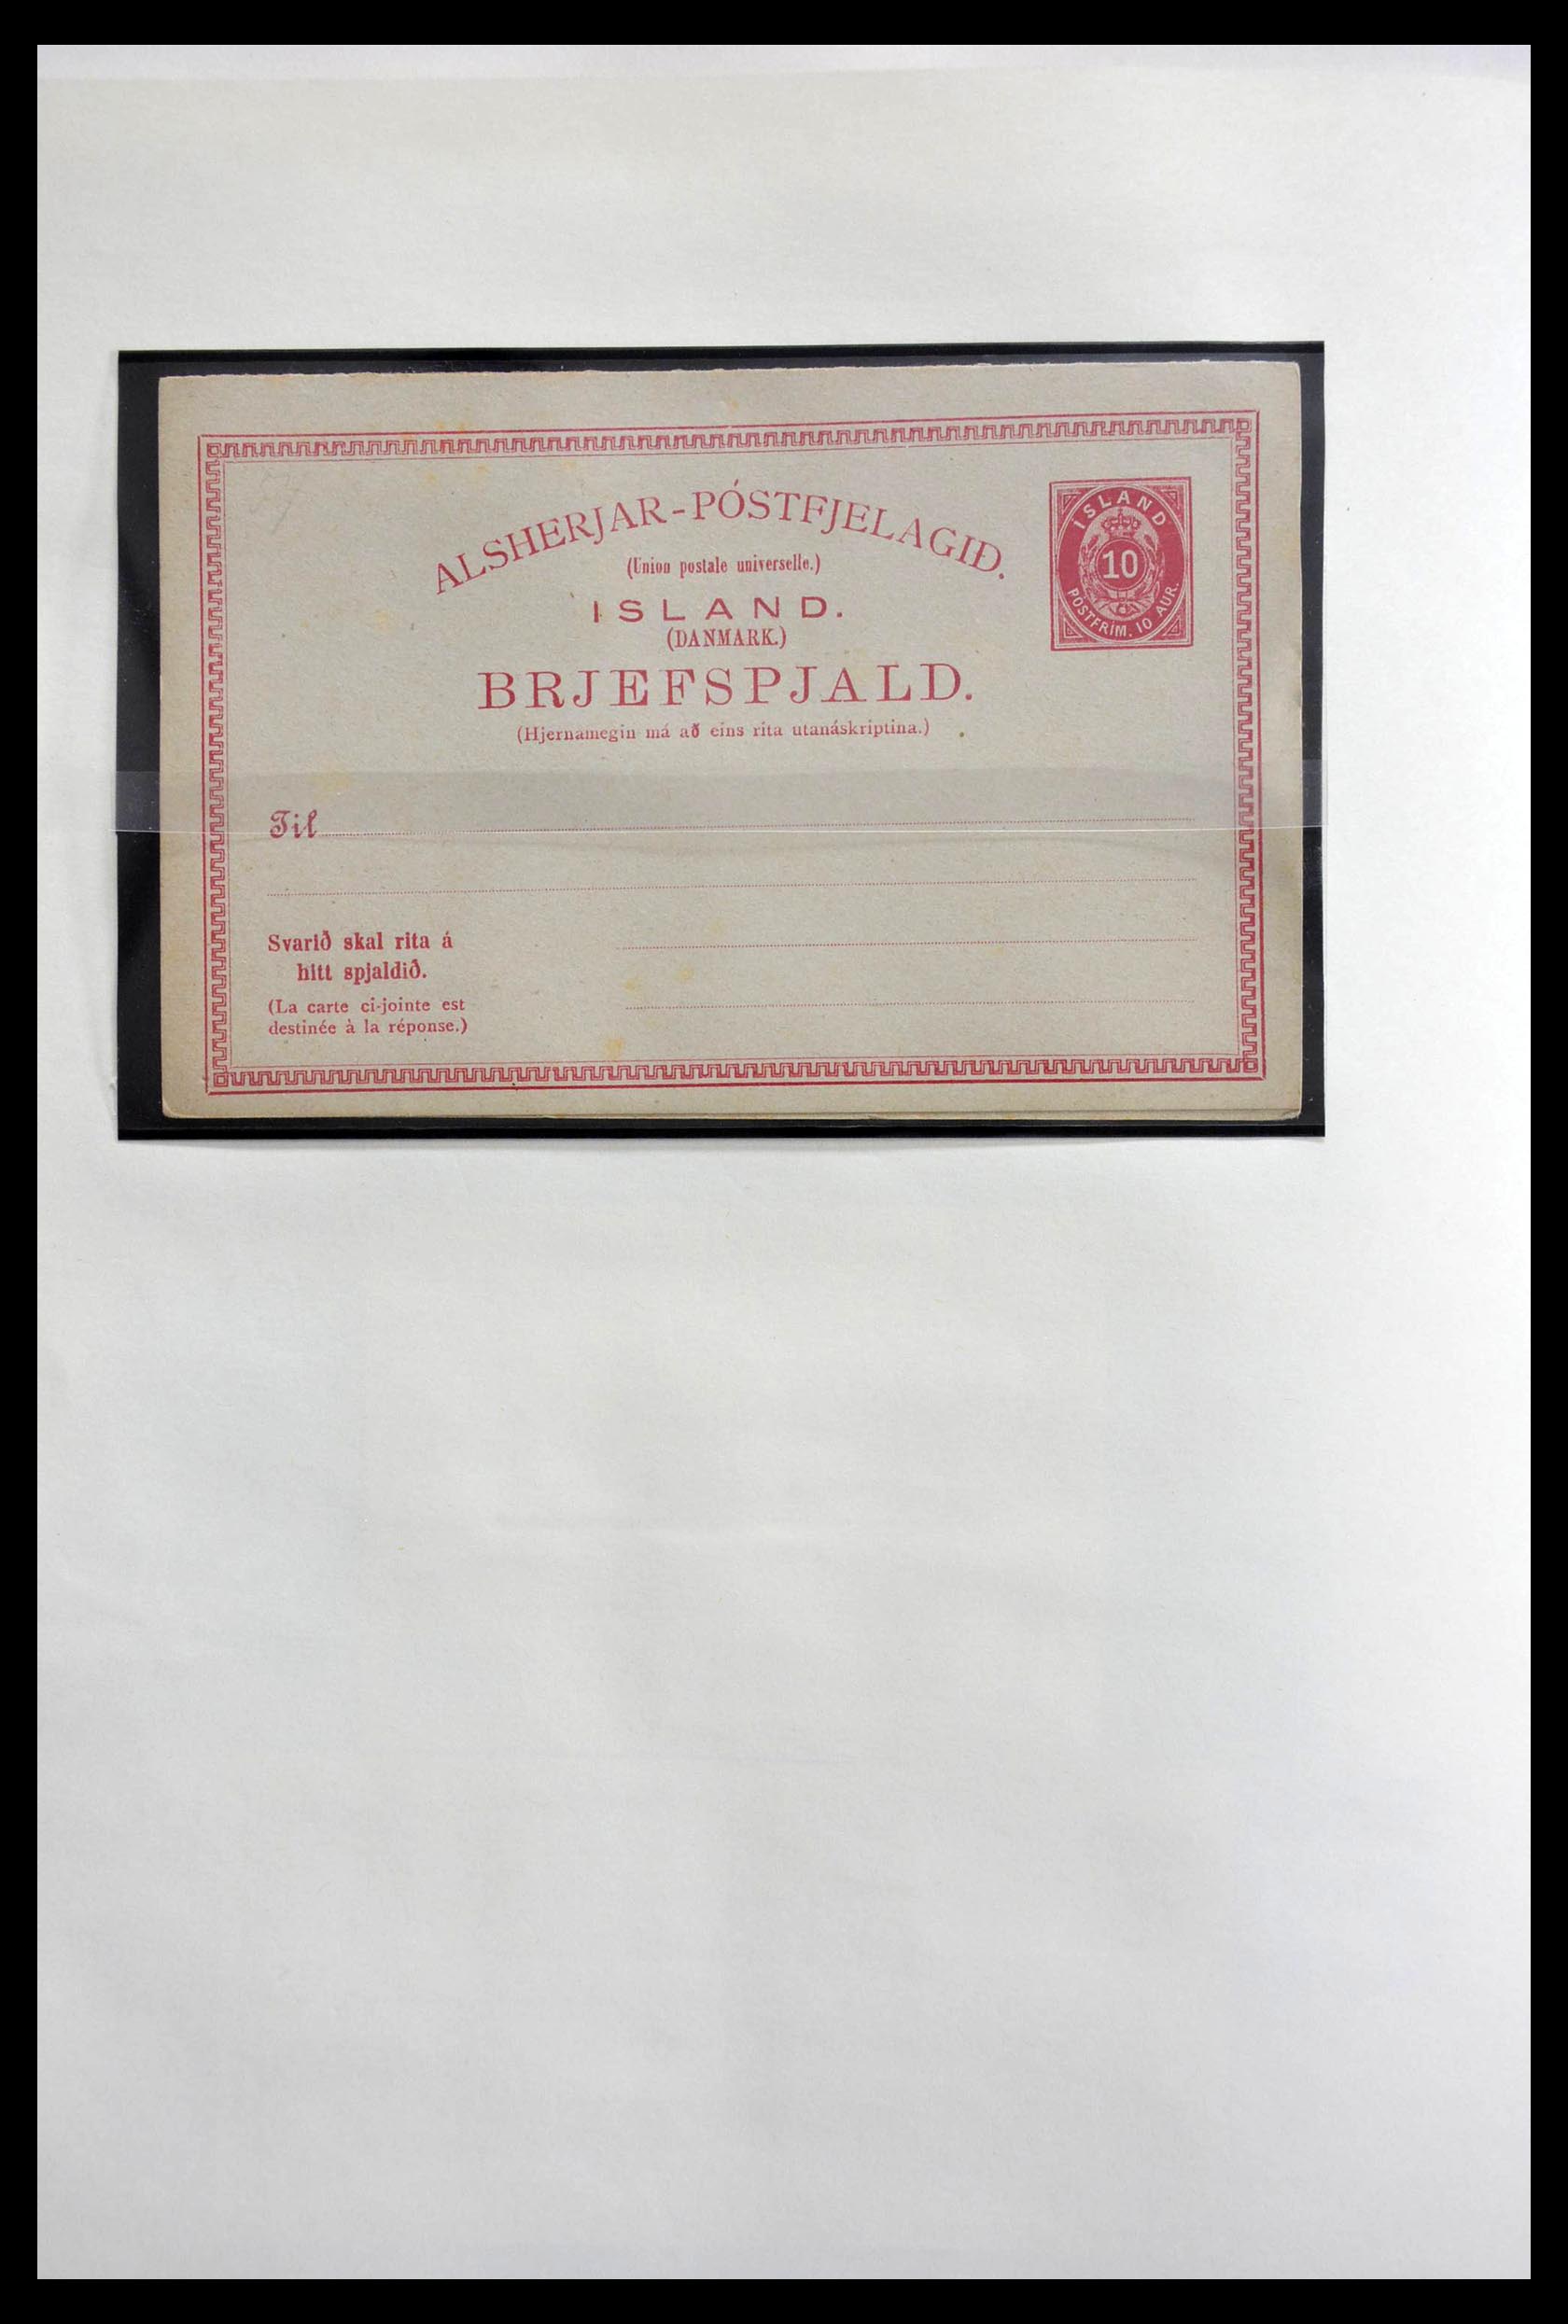 ALSHERJAR-PÓSTFJELAGIÐ.
(Union postale universelle.)
ISLAND.
(DANMARK.)
BRJEFSPJALD.
(Hjernamegin má að eins rita utanáskriptina.)
ISLAND
10
PÓSTFRIM. 10 AUR.
Til
Svarið skal rita á
hitt spjaldið.
(La carte ci-jointe est
destinée à la réponse.)